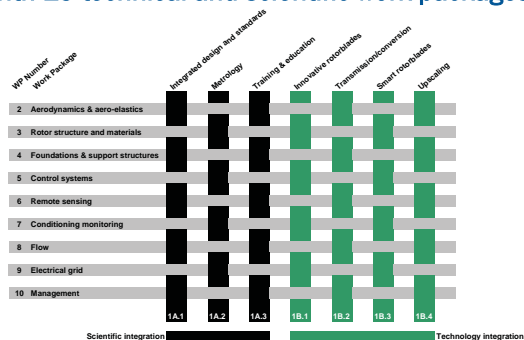 WP Number
Work Package
Integrated design and standards
Metrology
Training & education
Innovative rotorblades
Transmission/conversion
Smart rotorblades
Upscaling
2 Aerodynamics & aero-elastics
3 Rotor structure and materials
4 Foundations & support structures
5 Control systems
6 Remote sensing
7 Conditioning monitoring
8 Flow
9 Electrical grid
10 Management
1A.1 1A.2 1A.3 1B.1 1B.2 1B.3 1B.4
Scientific integration Technology integration